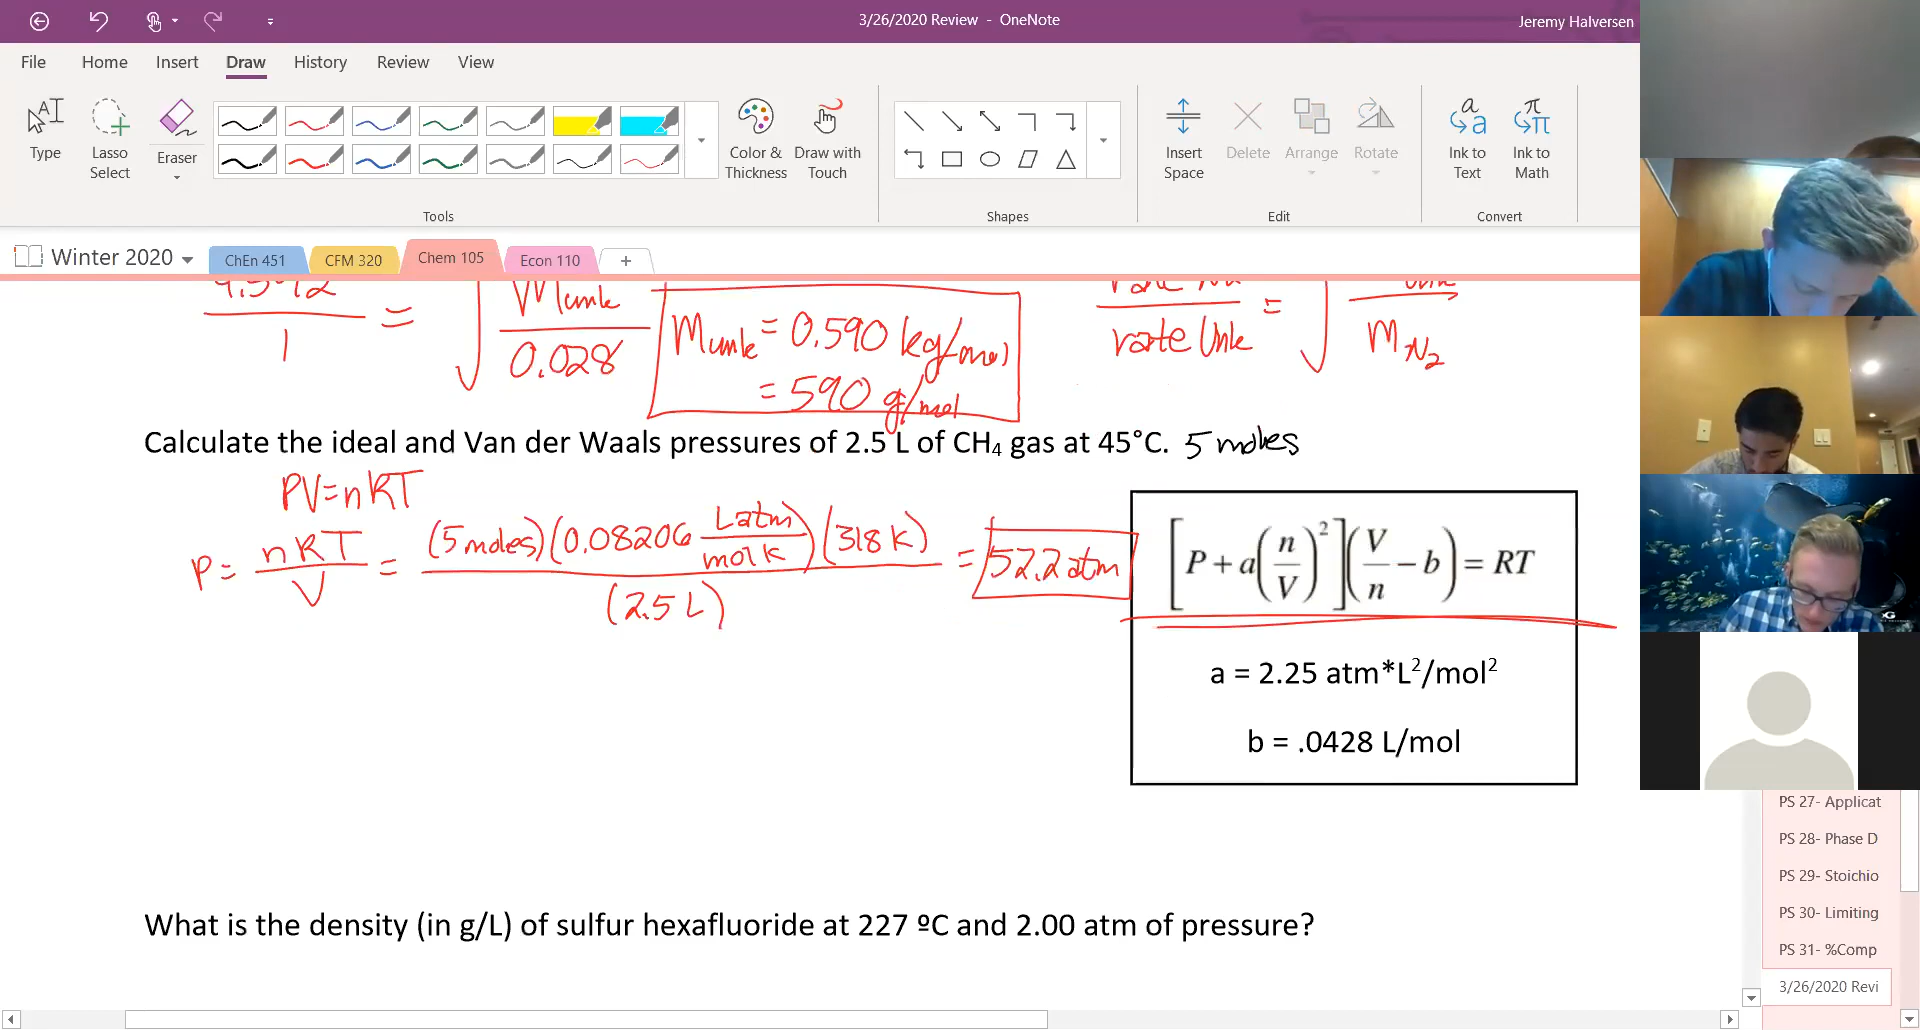 3/26/2020 Review - OneNote
Jeremy Halversen
File Home Insert Draw History Review View
Type
Lasso Select
Eraser
Color & Thickness
Draw with Touch
Insert Space
Delete
Arrange
Rotate
Ink to Text
Ink to Math
Tools
Shapes
Edit
Convert
Winter 2020
ChEn 451
CFM 320
Chem 105
Econ 110
+
1
= √ Munk / 0.028
Munk = 0.590 kg/mol
= 590 g/mol
rate Unk = √
M N₂
Calculate the ideal and Van der Waals pressures of 2.5 L of CH₄ gas at 45°C. 5 moles
PV=nRT
P = nRT / V = (5 moles)(0.08206 L atm / mol K)(318 K) / (2.5 L) = 52.2 atm
[P + a(n/V)²](V/n − b) = RT
a = 2.25 atm*L²/mol²
b = .0428 L/mol
What is the density (in g/L) of sulfur hexafluoride at 227 ºC and 2.00 atm of pressure?
PS 27- Applicat
PS 28- Phase D
PS 29- Stoichio
PS 30- Limiting
PS 31- %Comp
3/26/2020 Revi